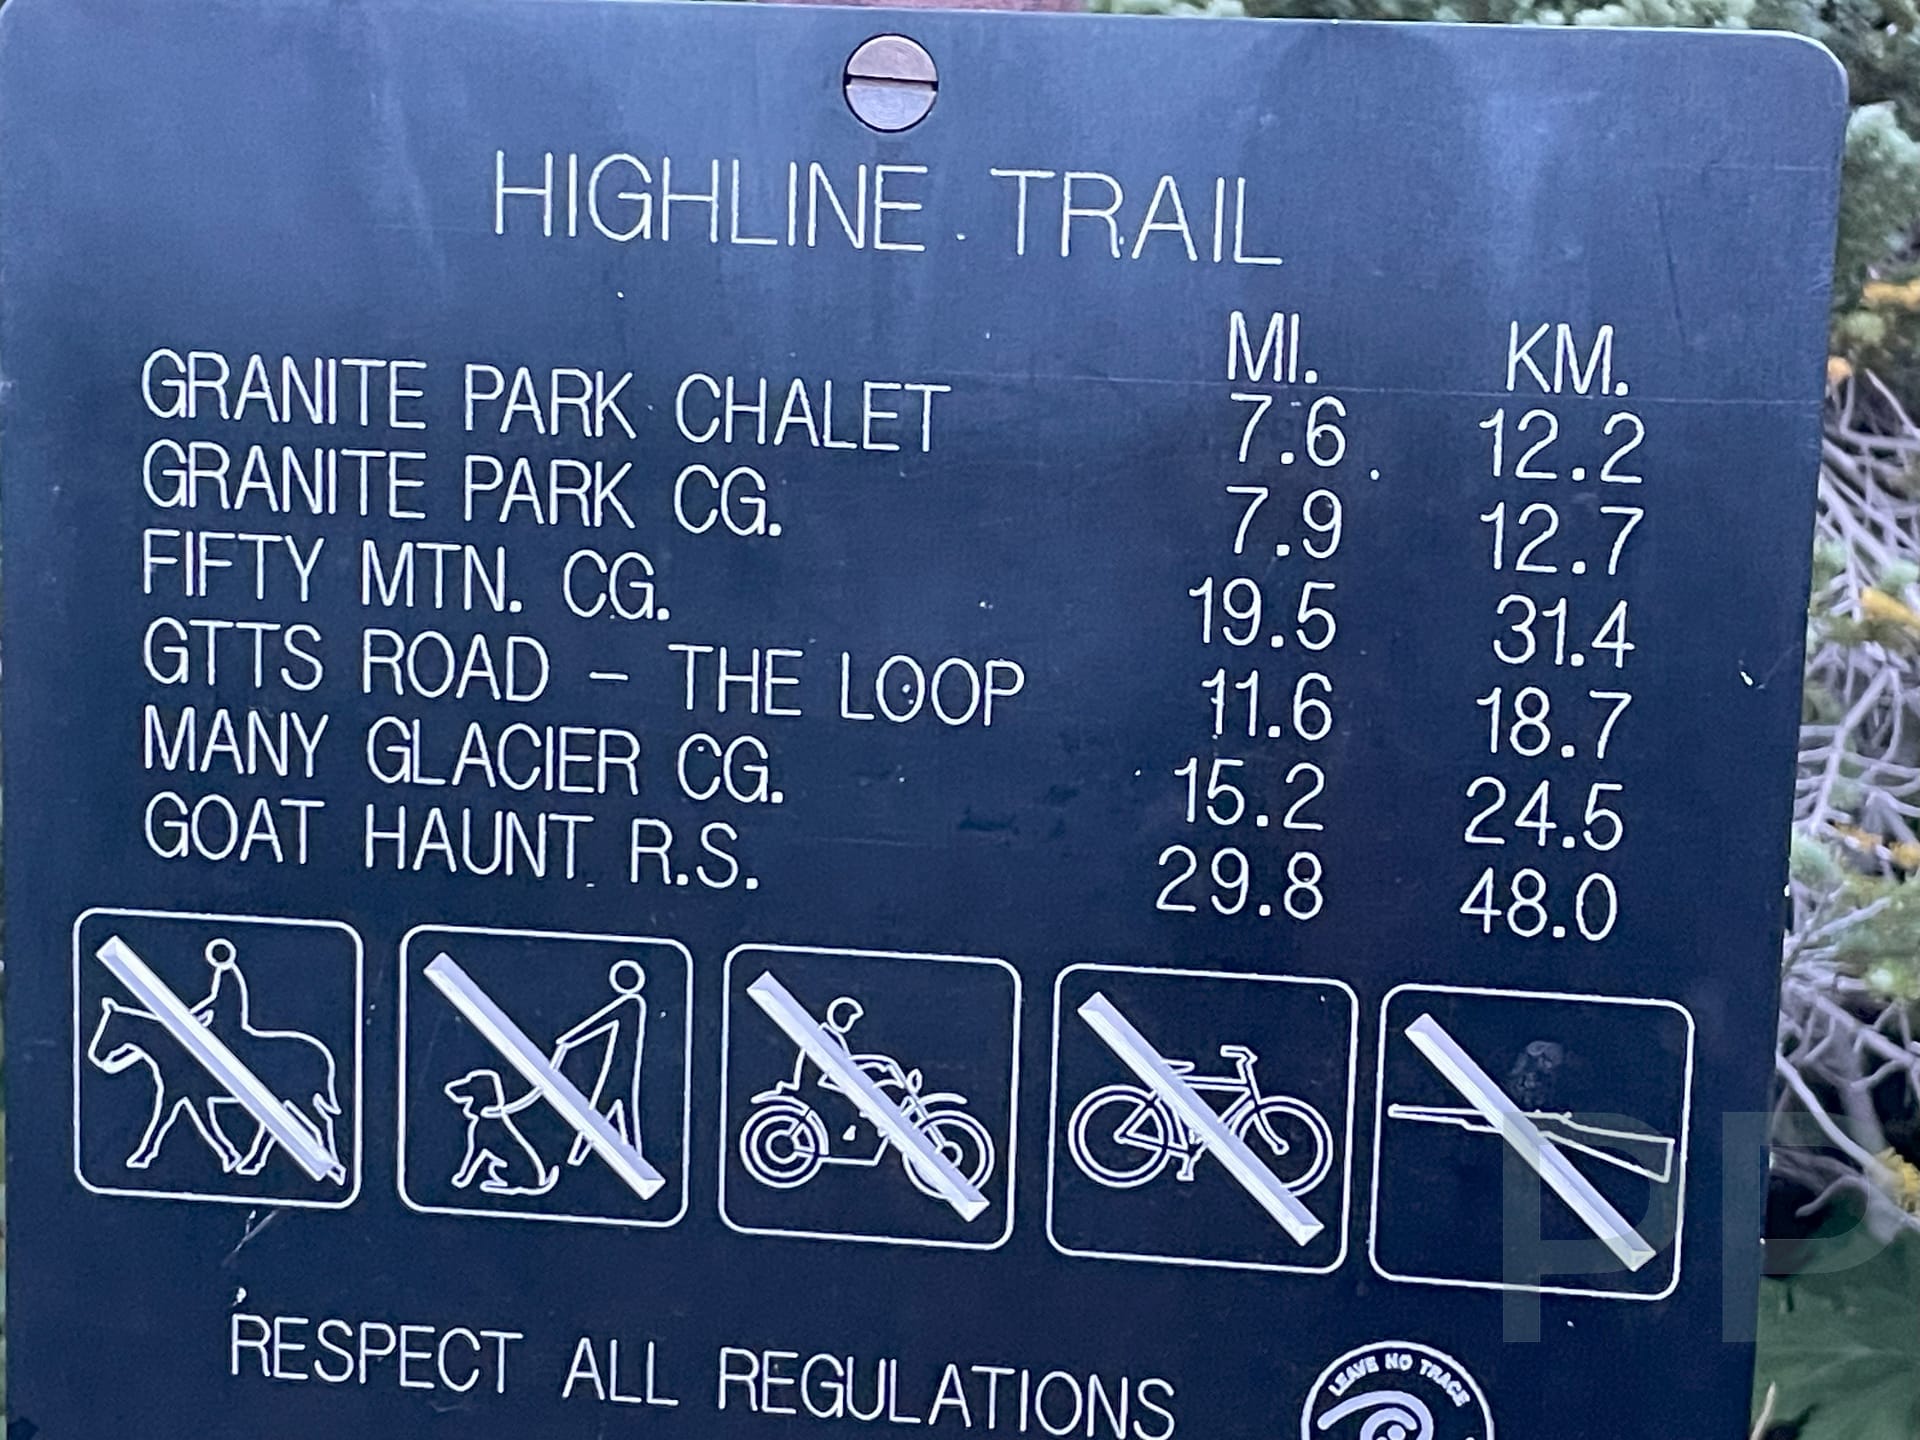 HIGHLINE TRAIL
MI. KM.
GRANITE PARK CHALET 7.6 12.2
GRANITE PARK CG. 7.9 12.7
FIFTY MTN. CG. 19.5 31.4
GTTS ROAD - THE LOOP 11.6 18.7
MANY GLACIER CG. 15.2 24.5
GOAT HAUNT R.S. 29.8 48.0
RESPECT ALL REGULATIONS
LEAVE NO TRACE
PP